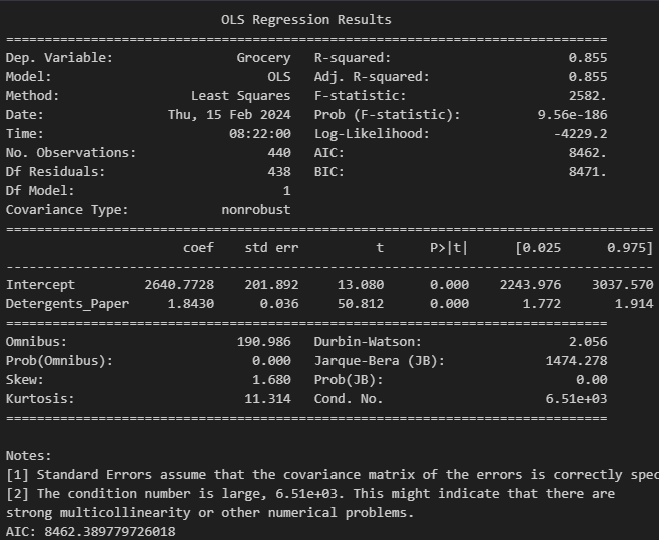 OLS Regression Results
==============================================================================
Dep. Variable: Grocery R-squared: 0.855
Model: OLS Adj. R-squared: 0.855
Method: Least Squares F-statistic: 2582.
Date: Thu, 15 Feb 2024 Prob (F-statistic): 9.56e-186
Time: 08:22:00 Log-Likelihood: -4229.2
No. Observations: 440 AIC: 8462.
Df Residuals: 438 BIC: 8471.
Df Model: 1
Covariance Type: nonrobust
====================================================================================
coef std err t P>|t| [0.025 0.975]
------------------------------------------------------------------------------------
Intercept 2640.7728 201.892 13.080 0.000 2243.976 3037.570
Detergents_Paper 1.8430 0.036 50.812 0.000 1.772 1.914
==============================================================================
Omnibus: 190.986 Durbin-Watson: 2.056
Prob(Omnibus): 0.000 Jarque-Bera (JB): 1474.278
Skew: 1.680 Prob(JB): 0.00
Kurtosis: 11.314 Cond. No. 6.51e+03
==============================================================================
Notes:
[1] Standard Errors assume that the covariance matrix of the errors is correctly spec
[2] The condition number is large, 6.51e+03. This might indicate that there are
strong multicollinearity or other numerical problems.
AIC: 8462.389779726018